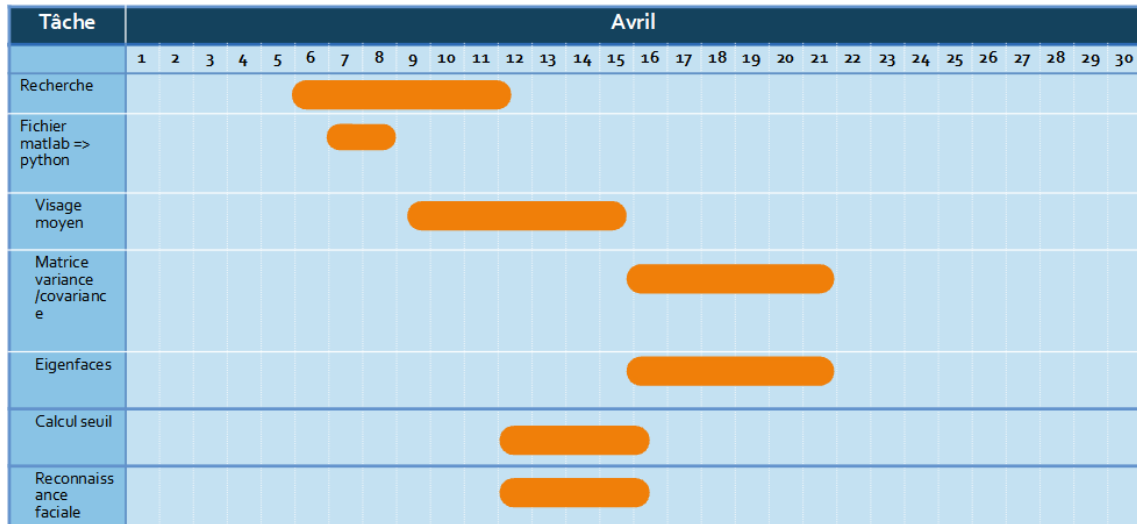 Tâche Avril
1 2 3 4 5 6 7 8 9 10 11 12 13 14 15 16 17 18 19 20 21 22 23 24 25 26 27 28 29 30
Recherche
Fichier
matlab =>
python
Visage
moyen
Matrice
variance
/covarianc
e
Eigenfaces
Calcul seuil
Reconnaiss
ance
faciale